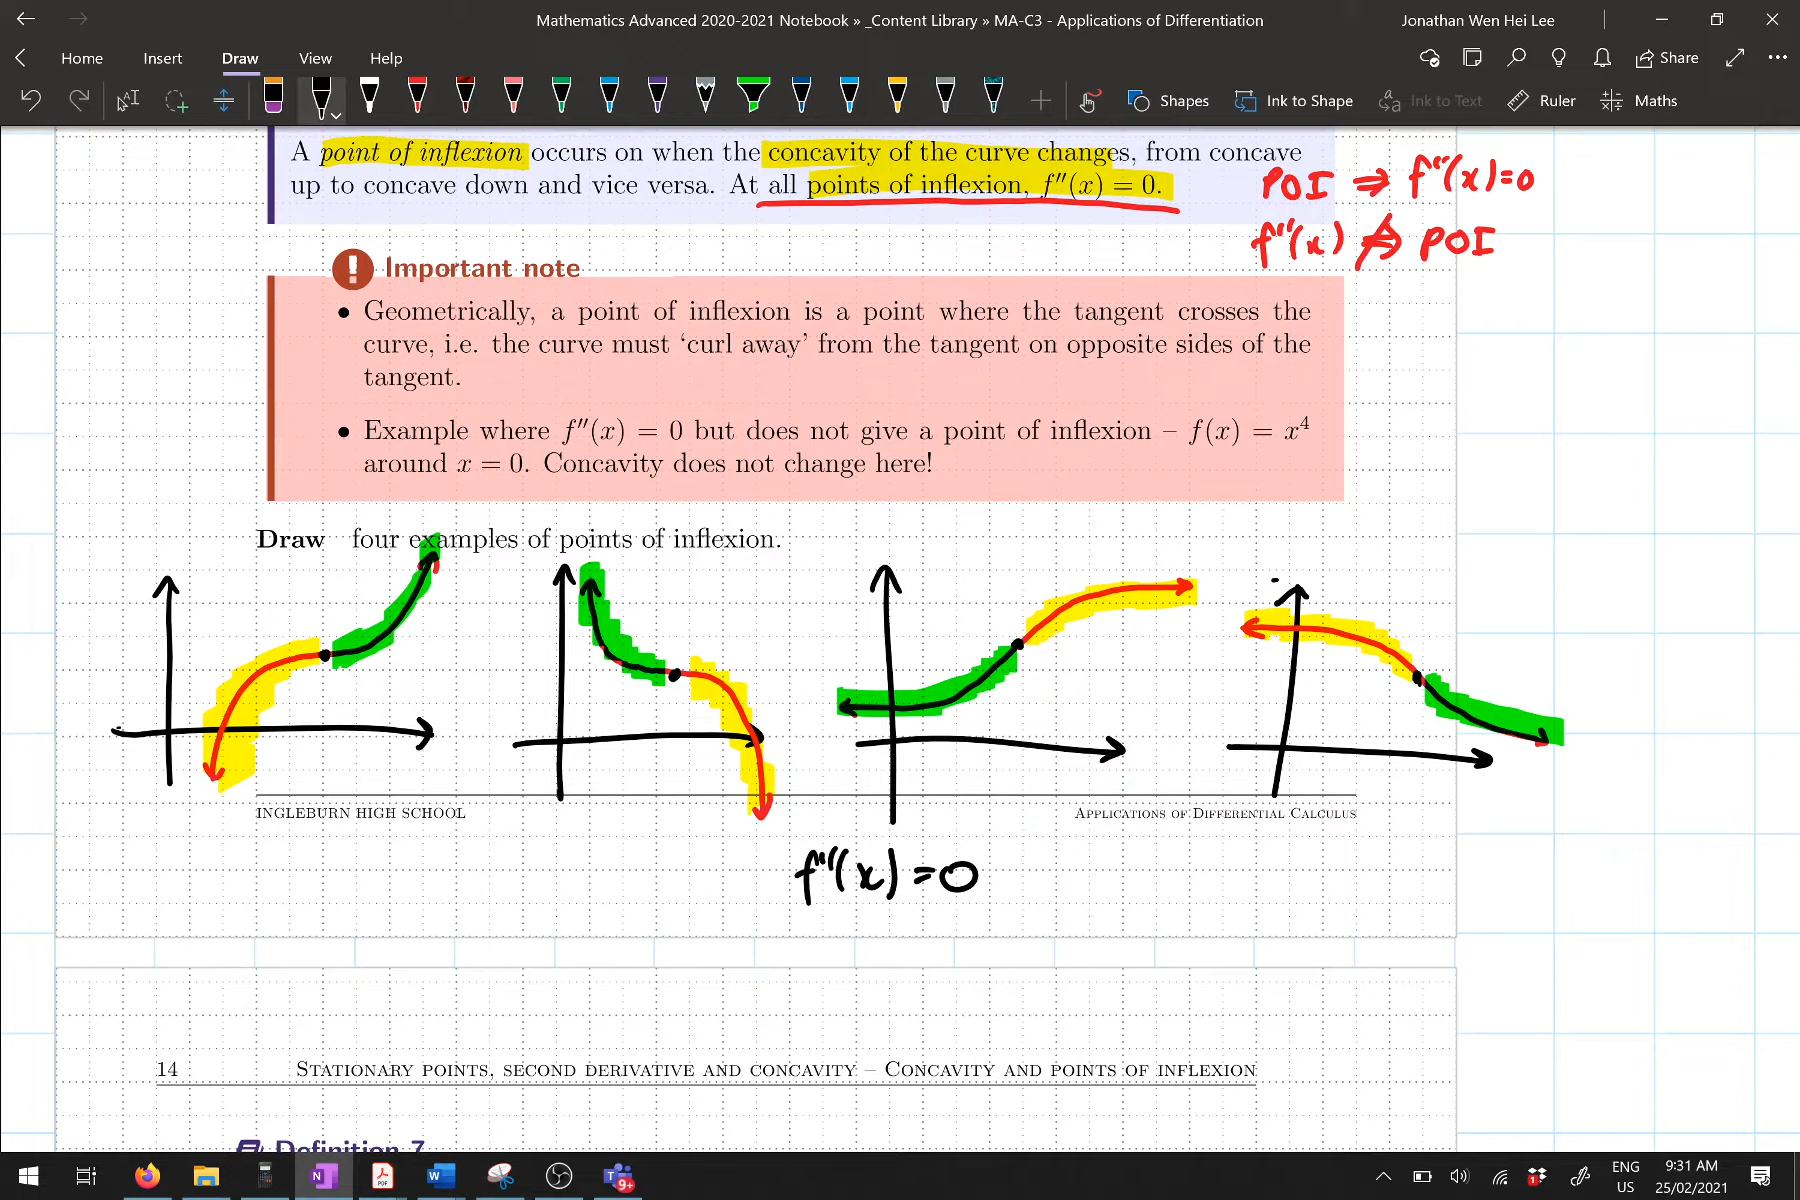 Mathematics Advanced 2020-2021 Notebook » _Content Library » MA-C3 - Applications of Differentiation
Jonathan Wen Hei Lee
Home Insert Draw View Help
Share
Shapes Ink to Shape Ink to Text Ruler Maths
A point of inflexion occurs on when the concavity of the curve changes, from concave
up to concave down and vice versa. At all points of inflexion, f″(x) = 0.
POI ⇒ f″(x)=0
f″(x) ⇏ POI
! Important note
• Geometrically, a point of inflexion is a point where the tangent crosses the
curve, i.e. the curve must ‘curl away’ from the tangent on opposite sides of the
tangent.
• Example where f″(x) = 0 but does not give a point of inflexion – f(x) = x⁴
around x = 0. Concavity does not change here!
Draw four examples of points of inflexion.
INGLEBURN HIGH SCHOOL
APPLICATIONS OF DIFFERENTIAL CALCULUS
f″(x) = 0
14
STATIONARY POINTS, SECOND DERIVATIVE AND CONCAVITY – CONCAVITY AND POINTS OF INFLEXION
Definition 7
ENG
US
9:31 AM
25/02/2021